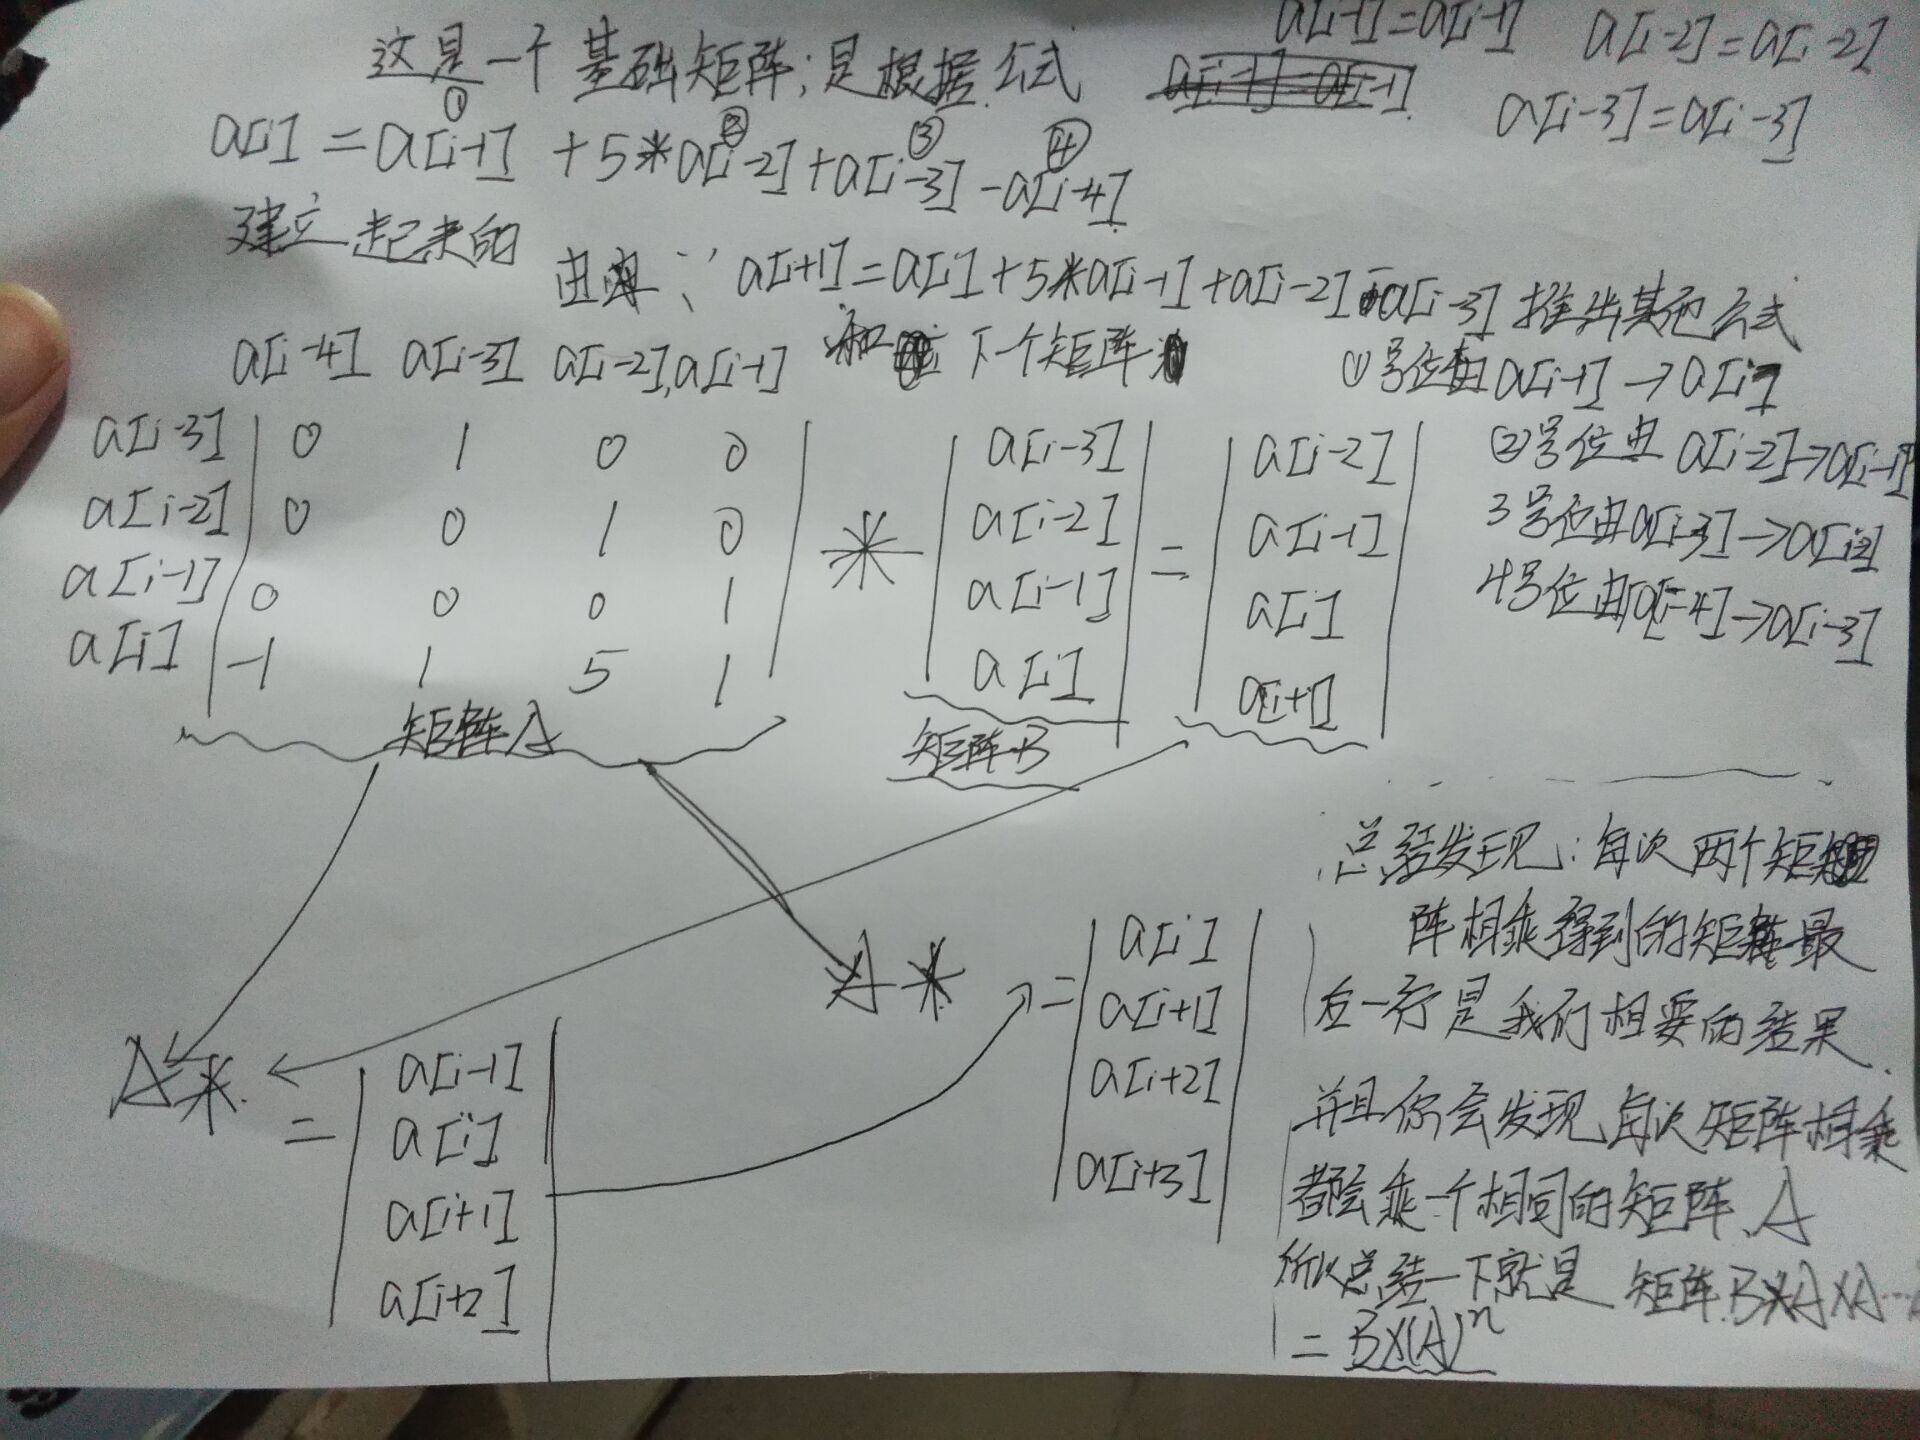 这是一个基础矩阵;是根据公式
a[i-1]=a[i-1] a[i-2]=a[i-2]
a[i-3]=a[i-3]
① ② ③ ④
a[i]=a[i-1]+5*a[i-2]+a[i-3]-a[i-4]
建立起来的
a[i+1]=a[i]+5*a[i-1]+a[i-2]-a[i-3] 推出其他公式
和 下一个矩阵
a[i-4] a[i-3] a[i-2],a[i-1]
①号位由a[i-1]→a[i]
②号位由a[i-2]→a[i-1]
3号位由a[i-3]→a[i-2]
4号位由a[i-4]→a[i-3]
a[i-3] 0 1 0 0 a[i-3] a[i-2]
a[i-2] 0 0 1 0 * a[i-2] = a[i-1]
a[i-1] 0 0 0 1 a[i-1] a[i]
a[i] -1 1 5 1 a[i] a[i+1]
矩阵A 矩阵B
A* = a[i-1]
a[i]
a[i+1]
a[i+2]
A* = a[i]
a[i+1]
a[i+2]
a[i+3]
总结发现:每次两个矩
阵相乘得到的矩阵最
后一行是我们相要的结果.
并且你会发现每次矩阵相乘
都会乘一个相同的矩阵A
所以总结一下就是 矩阵B×A×A…
=B×(A)ⁿ